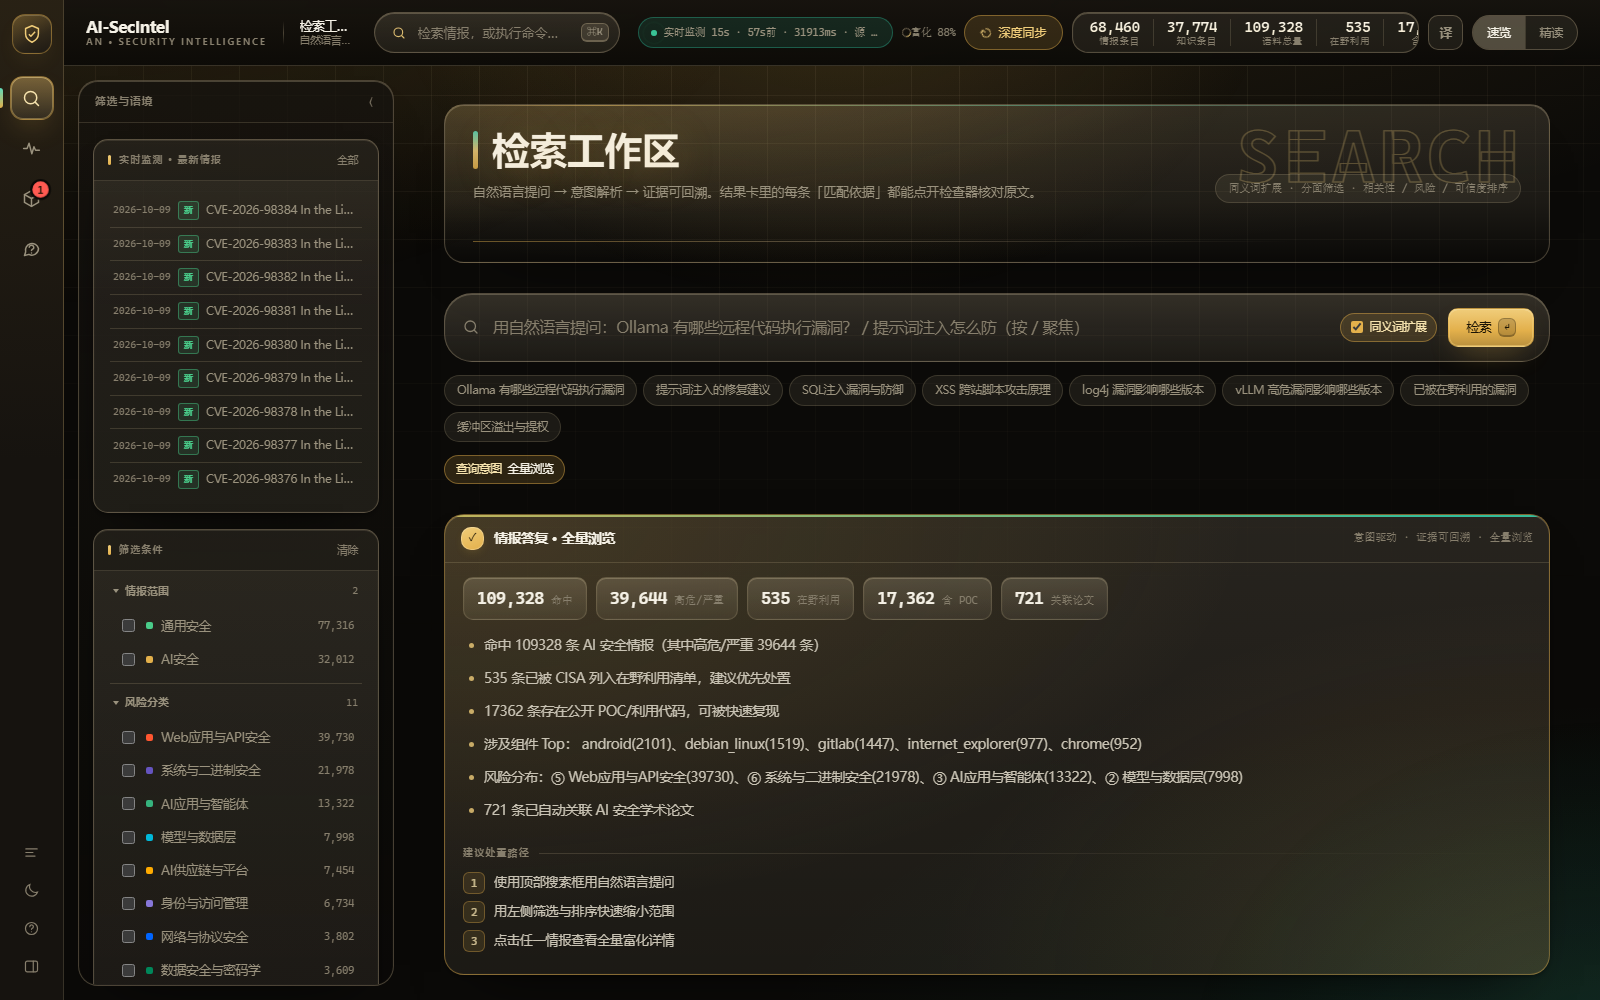 AI-SecIntel
AN • SECURITY INTELLIGENCE
检索工...
自然语言...
检索情报，或执行命令...
⌘K
实时监测 15s · 57s前 · 31913ms · 源 …
富化 88%
深度同步
68,460
情报条目
37,774
知识条目
109,328
语料总量
535
在野利用
17,
译
速览
精读
1
筛选与语境
实时监测 • 最新情报
全部
2026-10-09 新 CVE-2026-98384 In the Li...
2026-10-09 新 CVE-2026-98383 In the Li...
2026-10-09 新 CVE-2026-98382 In the Li...
2026-10-09 新 CVE-2026-98381 In the Li...
2026-10-09 新 CVE-2026-98380 In the Li...
2026-10-09 新 CVE-2026-98379 In the Li...
2026-10-09 新 CVE-2026-98378 In the Li...
2026-10-09 新 CVE-2026-98377 In the Li...
2026-10-09 新 CVE-2026-98376 In the Li...
筛选条件
清除
情报范围 2
通用安全 77,316
AI安全 32,012
风险分类 11
Web应用与API安全 39,730
系统与二进制安全 21,978
AI应用与智能体 13,322
模型与数据层 7,998
AI供应链与平台 7,454
身份与访问管理 6,734
网络与协议安全 3,802
数据安全与密码学 3,609
检索工作区
SEARCH
自然语言提问 → 意图解析 → 证据可回溯。结果卡里的每条「匹配依据」都能点开检查器核对原文。
同义词扩展 · 分面筛选 · 相关性 / 风险 / 可信度排序
用自然语言提问：Ollama 有哪些远程代码执行漏洞？ / 提示词注入怎么防（按 / 聚焦）
同义词扩展
检索
Ollama 有哪些远程代码执行漏洞
提示词注入的修复建议
SQL注入漏洞与防御
XSS 跨站脚本攻击原理
log4j 漏洞影响哪些版本
vLLM 高危漏洞影响哪些版本
已被在野利用的漏洞
缓冲区溢出与提权
查询意图 全量浏览
情报答复 • 全量浏览
意图驱动 · 证据可回溯 · 全量浏览
109,328 命中
39,644 高危/严重
535 在野利用
17,362 含 POC
721 关联论文
命中 109328 条 AI 安全情报（其中高危/严重 39644 条）
535 条已被 CISA 列入在野利用清单，建议优先处置
17362 条存在公开 POC/利用代码，可被快速复现
涉及组件 Top： android(2101)、debian_linux(1519)、gitlab(1447)、internet_explorer(977)、chrome(952)
风险分布：⑤ Web应用与API安全(39730)、⑥ 系统与二进制安全(21978)、③ AI应用与智能体(13322)、② 模型与数据层(7998)
721 条已自动关联 AI 安全学术论文
建议处置路径
1 使用顶部搜索框用自然语言提问
2 用左侧筛选与排序快速缩小范围
3 点击任一情报查看全量富化详情